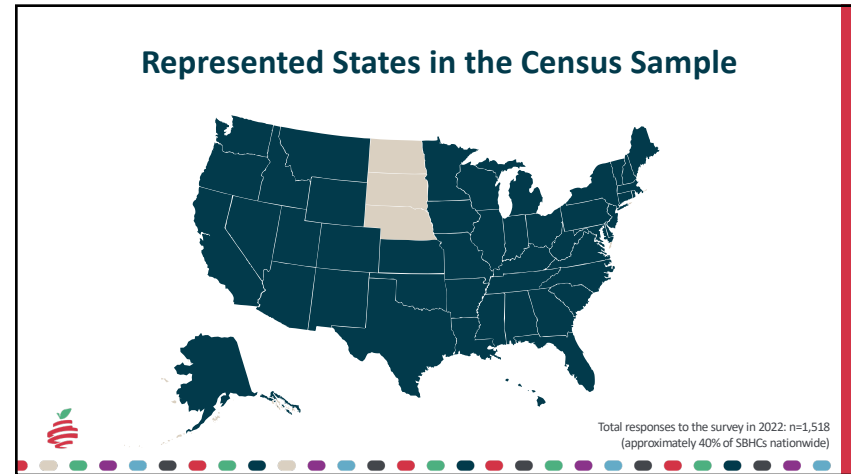 Represented States in the Census Sample
Total responses to the survey in 2022: n=1,518
(approximately 40% of SBHCs nationwide)